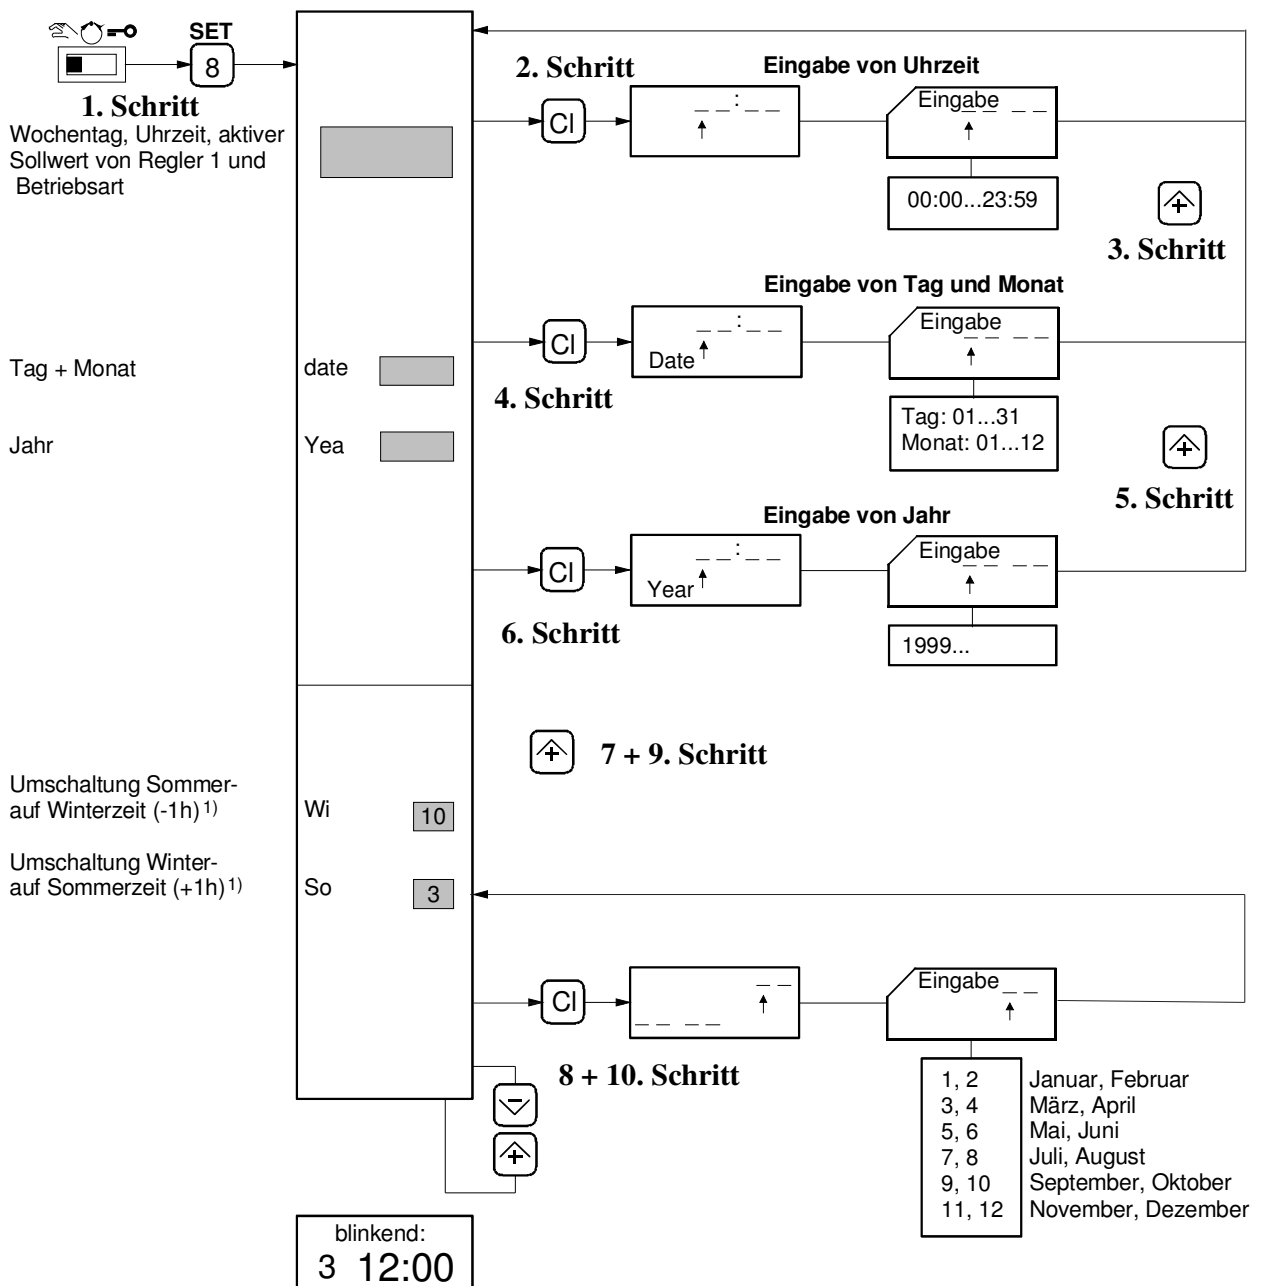 SET
8
1. Schritt
Wochentag, Uhrzeit, aktiver
Sollwert von Regler 1 und
Betriebsart
2. Schritt
Eingabe von Uhrzeit
CI
_ _ : _ _
Eingabe
_ _ _ _
00:00...23:59
+
3. Schritt
Eingabe von Tag und Monat
Tag + Monat
date
CI
_ _ : _ _
Date
Eingabe
_ _ _ _
4. Schritt
Tag: 01...31
Monat: 01...12
Jahr
Yea
+
5. Schritt
Eingabe von Jahr
CI
_ _ : _ _
Year
Eingabe
_ _ _ _
6. Schritt
1999...
+
7 + 9. Schritt
Umschaltung Sommer-
auf Winterzeit (-1h) 1)
Wi
10
Umschaltung Winter-
auf Sommerzeit (+1h) 1)
So
3
CI
_ _
_ _ _ _
Eingabe
_ _
8 + 10. Schritt
-
+
1, 2 Januar, Februar
3, 4 März, April
5, 6 Mai, Juni
7, 8 Juli, August
9, 10 September, Oktober
11, 12 November, Dezember
blinkend:
3 12:00